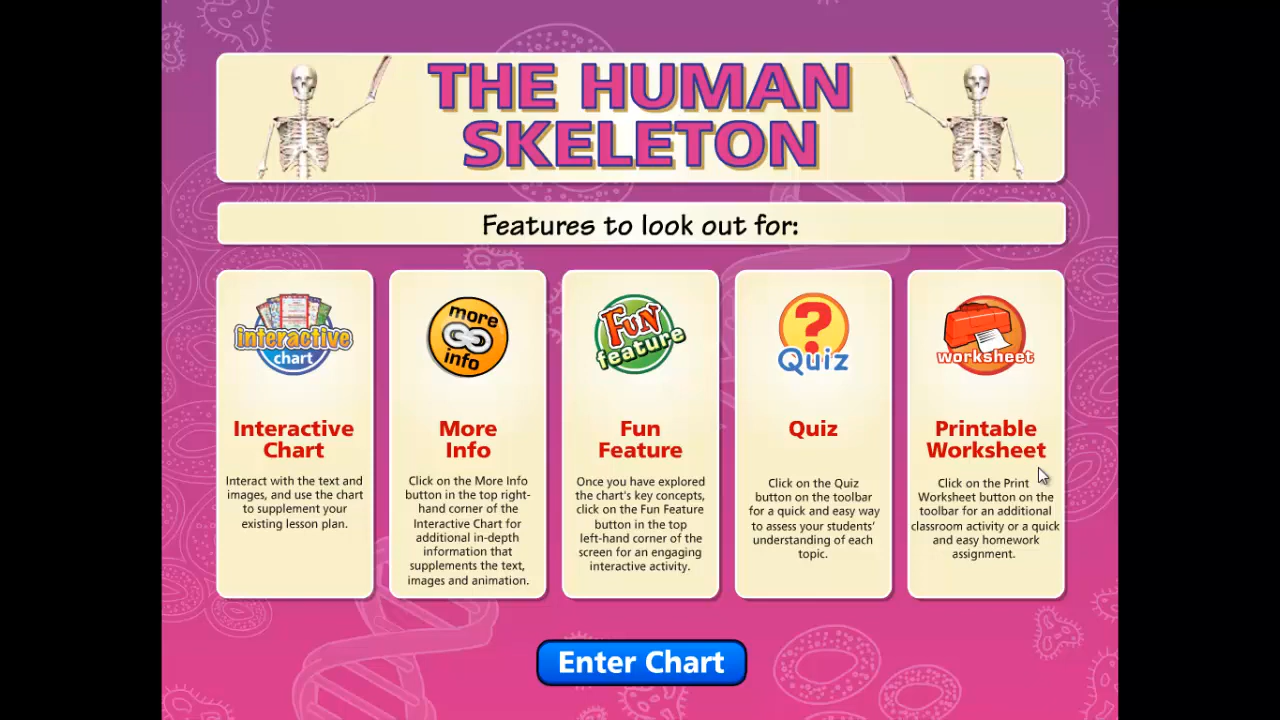 THE HUMAN
SKELETON
Features to look out for:
interactive
chart
more
info
Fun
feature
Quiz
worksheet
Interactive
Chart
Interact with the text and
images, and use the chart
to supplement your
existing lesson plan.
More
Info
Click on the More Info
button in the top right-
hand corner of the
Interactive Chart for
additional in-depth
information that
supplements the text,
images and animation.
Fun
Feature
Once you have explored
the chart's key concepts,
click on the Fun Feature
button in the top
left-hand corner of the
screen for an engaging
interactive activity.
Quiz
Click on the Quiz
button on the toolbar
for a quick and easy way
to assess your students'
understanding of each
topic.
Printable
Worksheet
Click on the Print
Worksheet button on the
toolbar for an additional
classroom activity or a quick
and easy homework
assignment.
Enter Chart